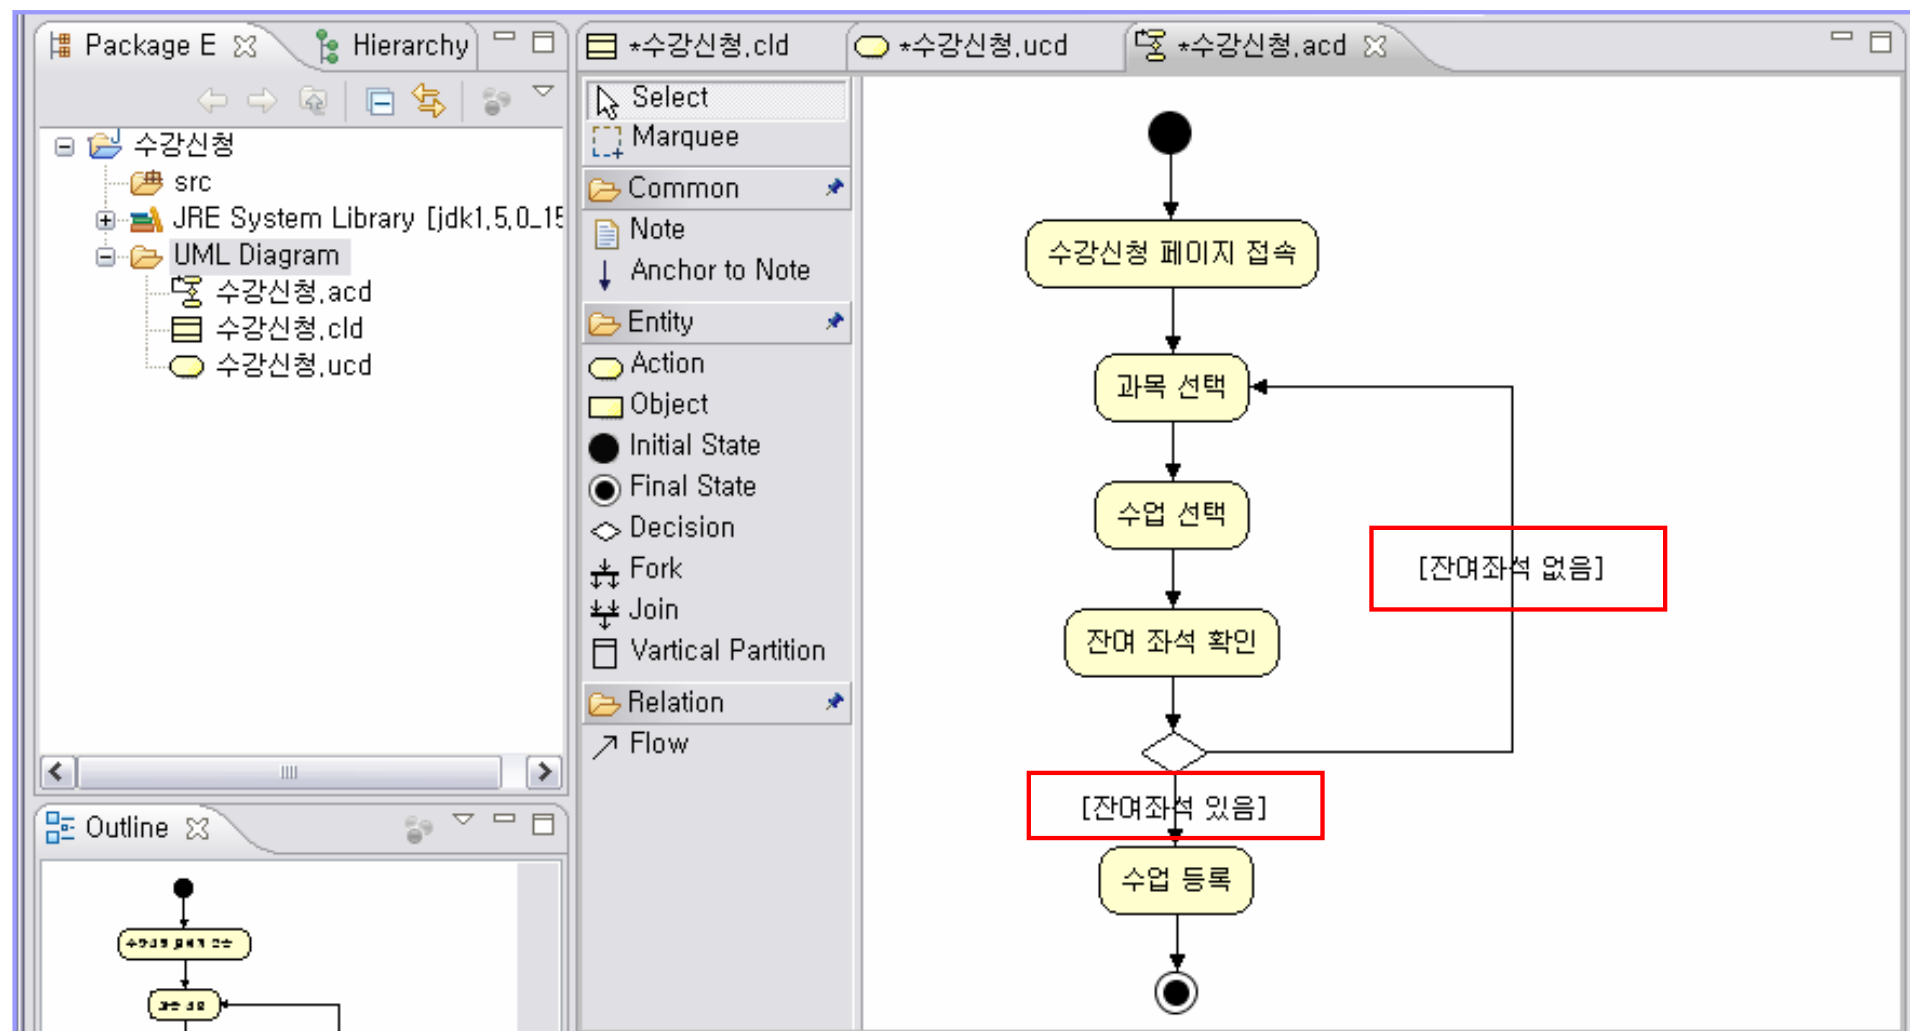 Package E
Hierarchy
수강신청
src
JRE System Library [jdk1,5,0_15
UML Diagram
수강신청,acd
수강신청,cld
수강신청,ucd
Outline
*수강신청,cld
*수강신청,ucd
*수강신청,acd
Select
Marquee
Common
Note
Anchor to Note
Entity
Action
Object
Initial State
Final State
Decision
Fork
Join
Vartical Partition
Relation
Flow
수강신청 페이지 접속
과목 선택
수업 선택
[잔여좌석 없음]
잔여 좌석 확인
[잔여좌석 있음]
수업 등록